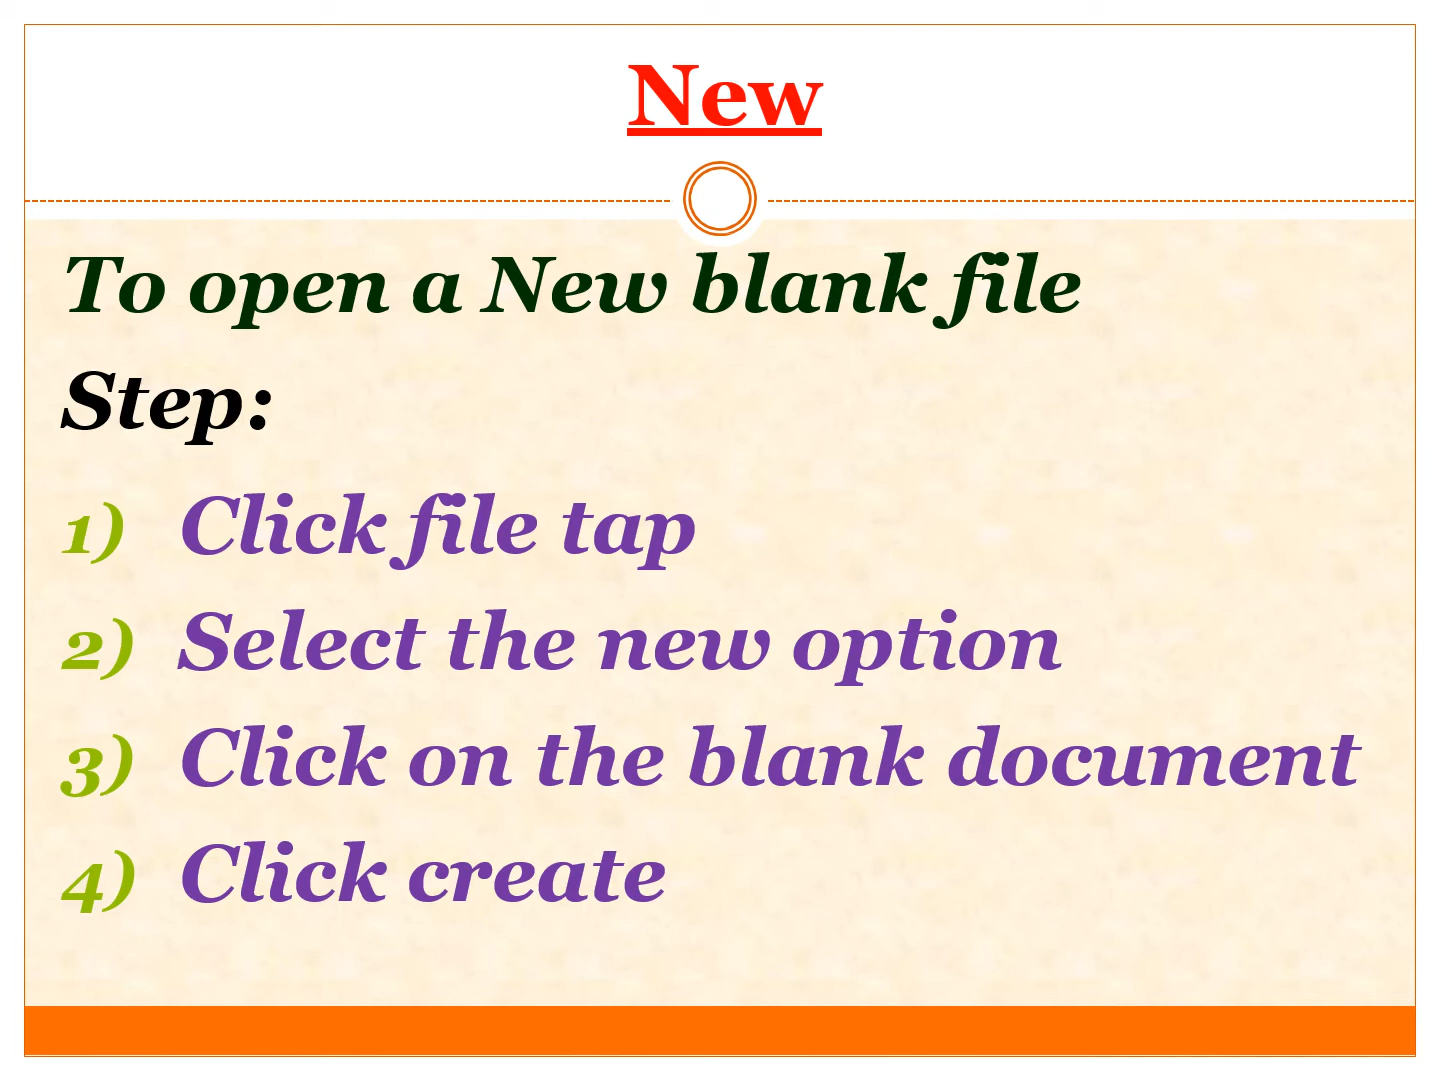 New
To open a New blank file
Step:
1) Click file tap
2) Select the new option
3) Click on the blank document
4) Click create